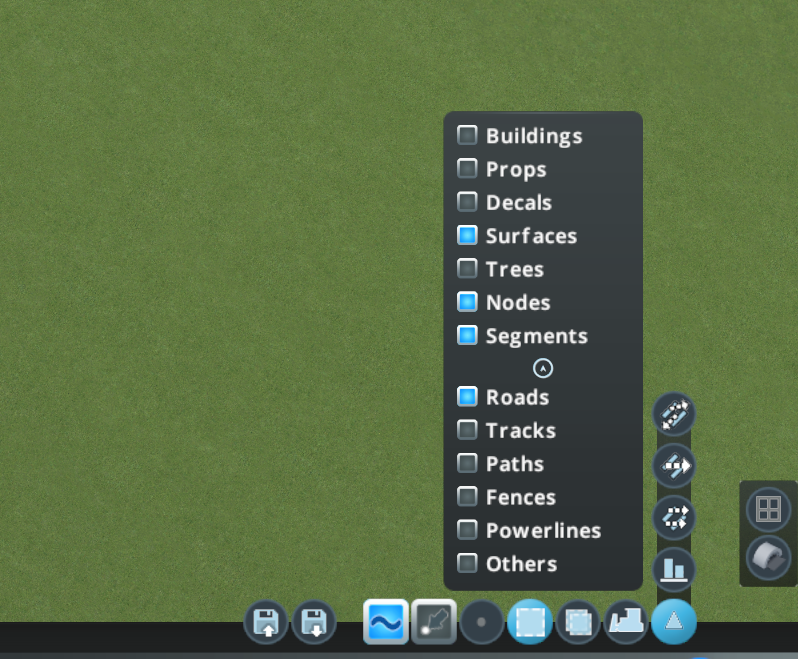 Buildings
Props
Decals
Surfaces
Trees
Nodes
Segments
Roads
Tracks
Paths
Fences
Powerlines
Others